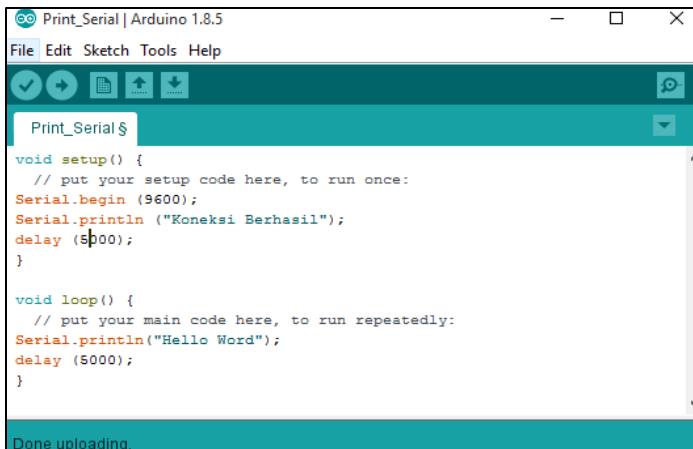 Print_Serial | Arduino 1.8.5
File Edit Sketch Tools Help
Print_Serial §
void setup() {
  // put your setup code here, to run once:
Serial.begin (9600);
Serial.println ("Koneksi Berhasil");
delay (5000);
}
void loop() {
  // put your main code here, to run repeatedly:
Serial.println("Hello Word");
delay (5000);
}
Done uploading.